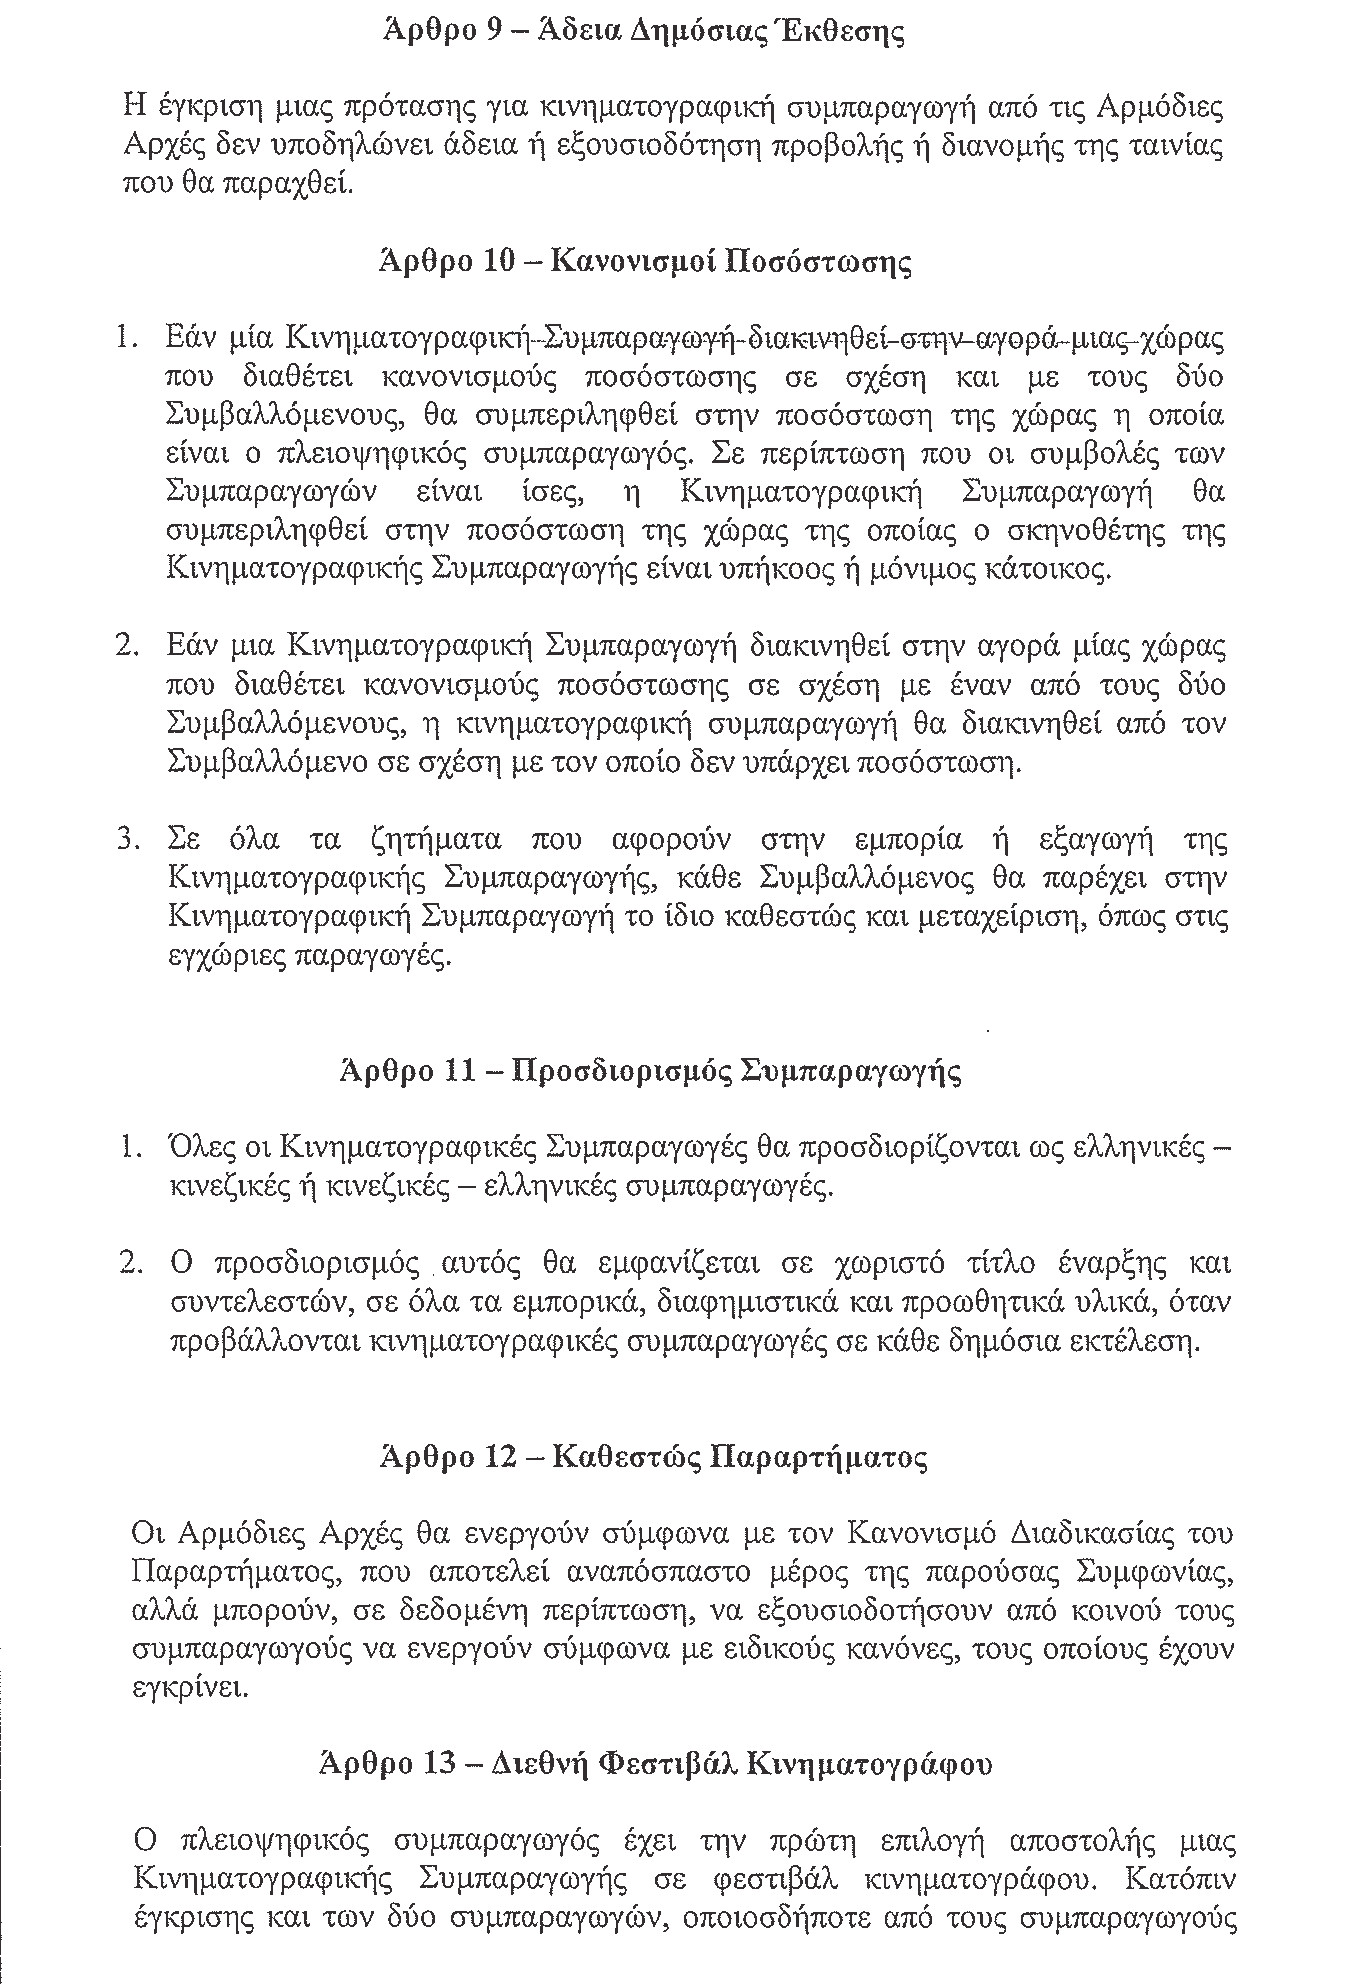 Άρθρο 9 – Άδεια Δημόσιας Έκθεσης
Η έγκριση μιας πρότασης για κινηματογραφική συμπαραγωγή από τις Αρμόδιες
Αρχές δεν υποδηλώνει άδεια ή εξουσιοδότηση προβολής ή διανομής της ταινίας
που θα παραχθεί.
Άρθρο 10 – Κανονισμοί Ποσόστωσης
1. Εάν μία Κινηματογραφική Συμπαραγωγή διακινηθεί στην αγορά μιας χώρας
που διαθέτει κανονισμούς ποσόστωσης σε σχέση και με τους δύο
Συμβαλλόμενους, θα συμπεριληφθεί στην ποσόστωση της χώρας η οποία
είναι ο πλειοψηφικός συμπαραγωγός. Σε περίπτωση που οι συμβολές των
Συμπαραγωγών είναι ίσες, η Κινηματογραφική Συμπαραγωγή θα
συμπεριληφθεί στην ποσόστωση της χώρας της οποίας ο σκηνοθέτης της
Κινηματογραφικής Συμπαραγωγής είναι υπήκοος ή μόνιμος κάτοικος.
2. Εάν μια Κινηματογραφική Συμπαραγωγή διακινηθεί στην αγορά μίας χώρας
που διαθέτει κανονισμούς ποσόστωσης σε σχέση με έναν από τους δύο
Συμβαλλόμενους, η κινηματογραφική συμπαραγωγή θα διακινηθεί από τον
Συμβαλλόμενο σε σχέση με τον οποίο δεν υπάρχει ποσόστωση.
3. Σε όλα τα ζητήματα που αφορούν στην εμπορία ή εξαγωγή της
Κινηματογραφικής Συμπαραγωγής, κάθε Συμβαλλόμενος θα παρέχει στην
Κινηματογραφική Συμπαραγωγή το ίδιο καθεστώς και μεταχείριση, όπως στις
εγχώριες παραγωγές.
Άρθρο 11 – Προσδιορισμός Συμπαραγωγής
1. Όλες οι Κινηματογραφικές Συμπαραγωγές θα προσδιορίζονται ως ελληνικές –
κινεζικές ή κινεζικές – ελληνικές συμπαραγωγές.
2. Ο προσδιορισμός αυτός θα εμφανίζεται σε χωριστό τίτλο έναρξης και
συντελεστών, σε όλα τα εμπορικά, διαφημιστικά και προωθητικά υλικά, όταν
προβάλλονται κινηματογραφικές συμπαραγωγές σε κάθε δημόσια εκτέλεση.
Άρθρο 12 – Καθεστώς Παραρτήματος
Οι Αρμόδιες Αρχές θα ενεργούν σύμφωνα με τον Κανονισμό Διαδικασίας του
Παραρτήματος, που αποτελεί αναπόσπαστο μέρος της παρούσας Συμφωνίας,
αλλά μπορούν, σε δεδομένη περίπτωση, να εξουσιοδοτήσουν από κοινού τους
συμπαραγωγούς να ενεργούν σύμφωνα με ειδικούς κανόνες, τους οποίους έχουν
εγκρίνει.
Άρθρο 13 – Διεθνή Φεστιβάλ Κινηματογράφου
Ο πλειοψηφικός συμπαραγωγός έχει την πρώτη επιλογή αποστολής μιας
Κινηματογραφικής Συμπαραγωγής σε φεστιβάλ κινηματογράφου. Κατόπιν
έγκρισης και των δύο συμπαραγωγών, οποιοσδήποτε από τους συμπαραγωγούς